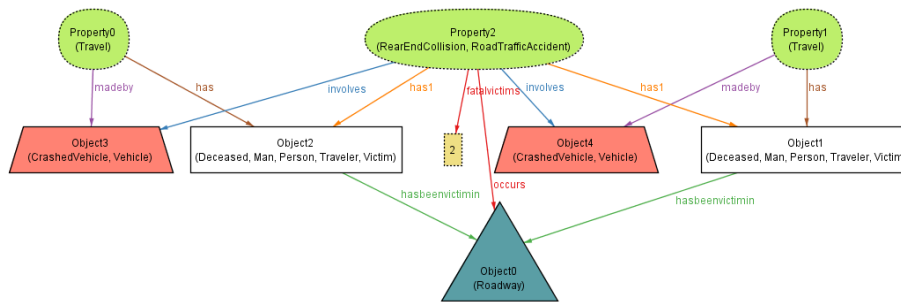 Property0
(Travel)
Property2
(RearEndCollision, RoadTrafficAccident)
Property1
(Travel)
madeby
has
involves
has1
fatalvictims
involves
has1
madeby
has
Object3
(CrashedVehicle, Vehicle)
Object2
(Deceased, Man, Person, Traveler, Victim)
2
Object4
(CrashedVehicle, Vehicle)
Object1
(Deceased, Man, Person, Traveler, Victim)
occurs
hasbeenvictimin
hasbeenvictimin
Object0
(Roadway)